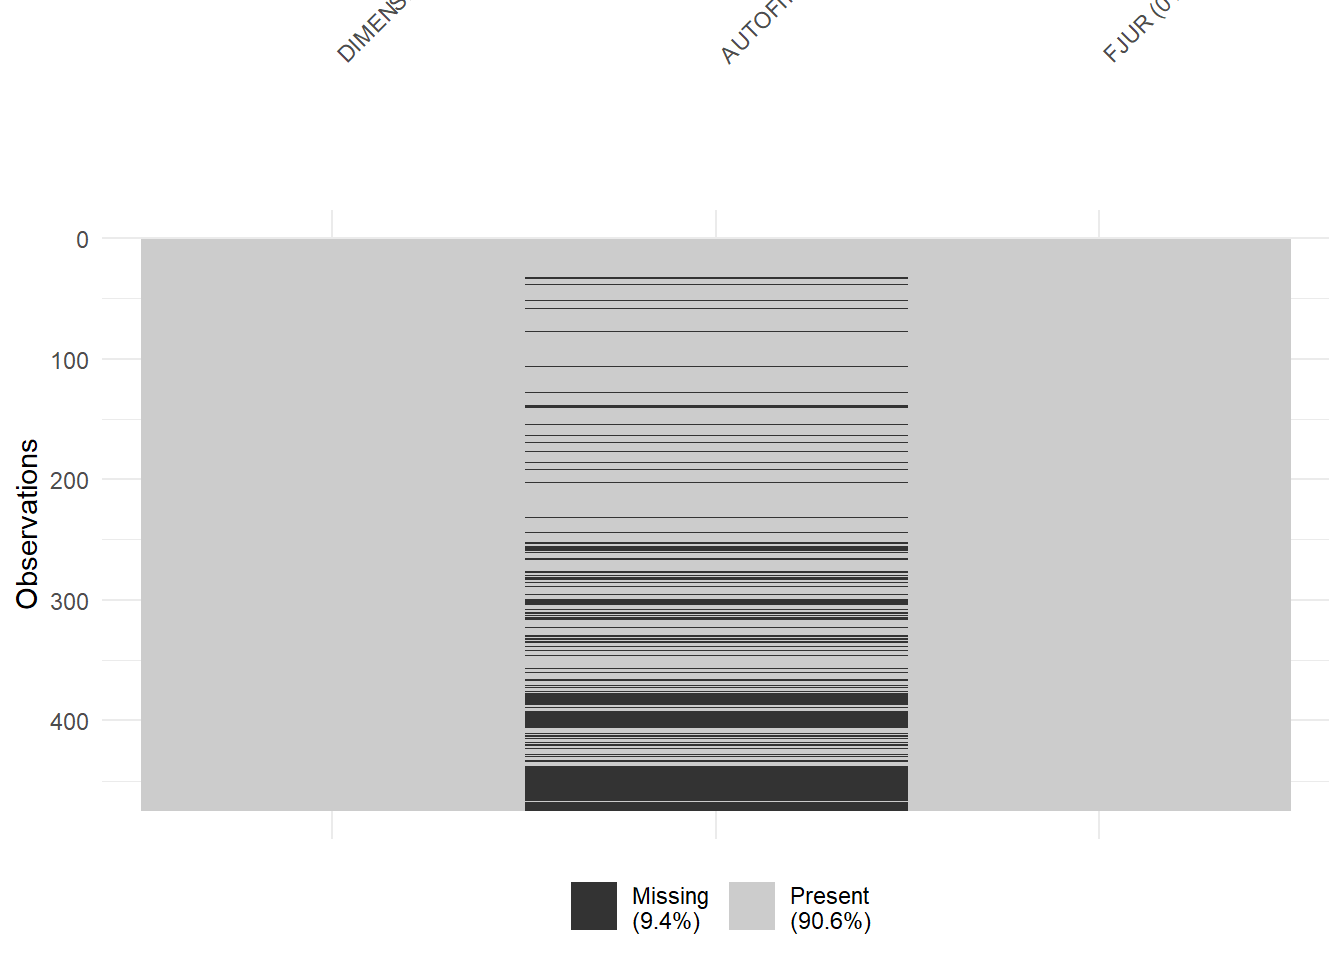 DIMENS
AUTOFI
FJUR (0
0
100
200
300
400
Observations
Missing
(9.4%)
Present
(90.6%)